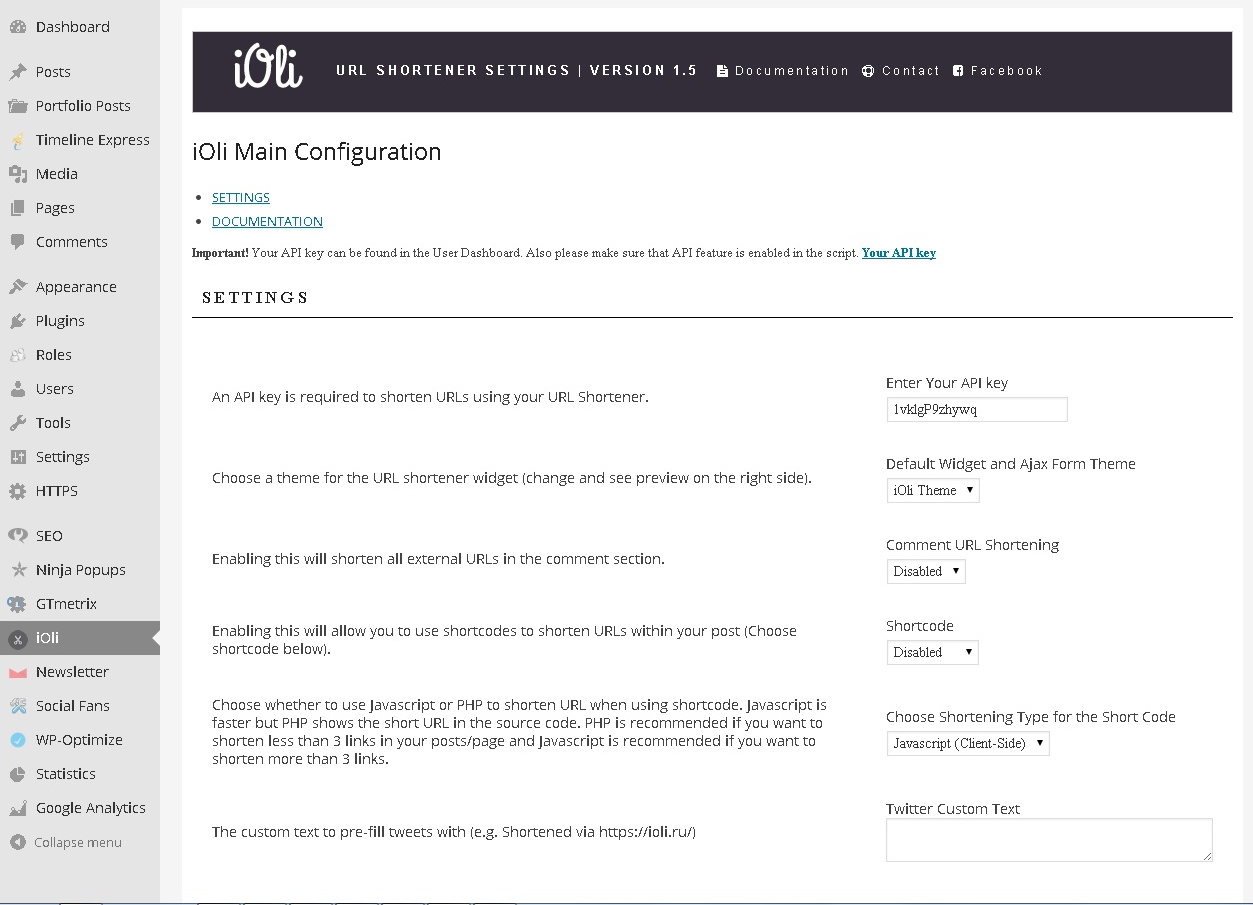 Dashboard
Posts
Portfolio Posts
Timeline Express
Media
Pages
Comments
Appearance
Plugins
Roles
Users
Tools
Settings
HTTPS
SEO
Ninja Popups
GTmetrix
iOli
Newsletter
Social Fans
WP-Optimize
Statistics
Google Analytics
Collapse menu
iOli URL SHORTENER SETTINGS | VERSION 1.5 Documentation Contact Facebook
iOli Main Configuration
SETTINGS
DOCUMENTATION
Important! Your API key can be found in the User Dashboard. Also please make sure that API feature is enabled in the script. Your API key
SETTINGS
An API key is required to shorten URLs using your URL Shortener.
Enter Your API key
1vklgP9zhywq
Choose a theme for the URL shortener widget (change and see preview on the right side).
Default Widget and Ajax Form Theme
iOli Theme
Enabling this will shorten all external URLs in the comment section.
Comment URL Shortening
Disabled
Enabling this will allow you to use shortcodes to shorten URLs within your post (Choose
shortcode below).
Shortcode
Disabled
Choose whether to use Javascript or PHP to shorten URL when using shortcode. Javascript is
faster but PHP shows the short URL in the source code. PHP is recommended if you want to
shorten less than 3 links in your posts/page and Javascript is recommended if you want to
shorten more than 3 links.
Choose Shortening Type for the Short Code
Javascript (Client-Side)
The custom text to pre-fill tweets with (e.g. Shortened via https://ioli.ru/)
Twitter Custom Text